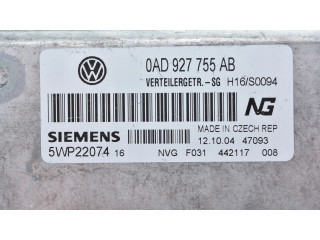 0AD 927 755 AB
VERTEILERGETR.-SG H16/S0094
NG
SIEMENS
MADE IN CZECH REP
12.10.04 47093
5WP22074 16
NVG F031 442117 008